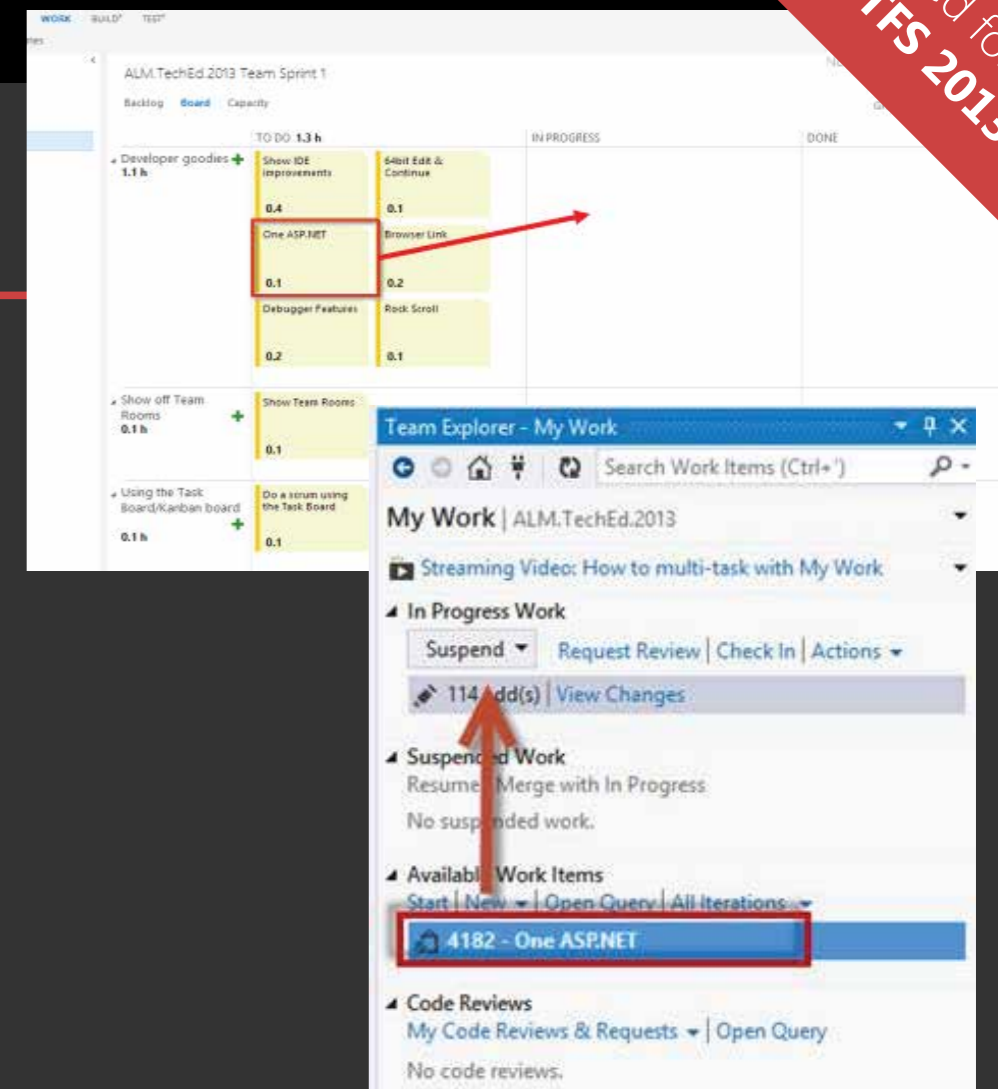 WORK BUILD TEST
ALM.TechEd.2013 Team Sprint 1
Backlog Board Capacity
TO DO 1.3 h IN PROGRESS DONE
Developer goodies
1.1 h
Show IDE improvements
0.4
64bit Edit & Continue
0.1
One ASP.NET
0.1
Browser Link
0.2
Debugger Features
0.2
Rock Scroll
0.1
Show off Team Rooms
0.1 h
Show Team Rooms
0.1
Using the Task Board/Kanban board
0.1 h
Do a scrum using the Task Board
0.1
TFS 2013
Team Explorer - My Work
Search Work Items (Ctrl+')
My Work | ALM.TechEd.2013
Streaming Video: How to multi-task with My Work
In Progress Work
Suspend Request Review | Check In | Actions
114 add(s) | View Changes
Suspended Work
Resume Merge with In Progress
No suspended work.
Available Work Items
Start | New | Open Query | All Iterations
4182 - One ASP.NET
Code Reviews
My Code Reviews & Requests | Open Query
No code reviews.